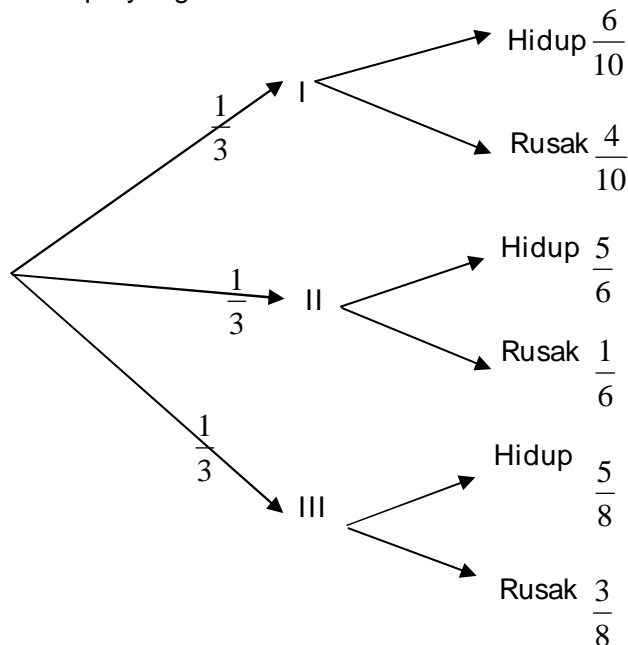 Hidup 6/10
I
1/3
Rusak 4/10
Hidup 5/6
1/3 II
Rusak 1/6
1/3
Hidup 5/8
III
Rusak 3/8